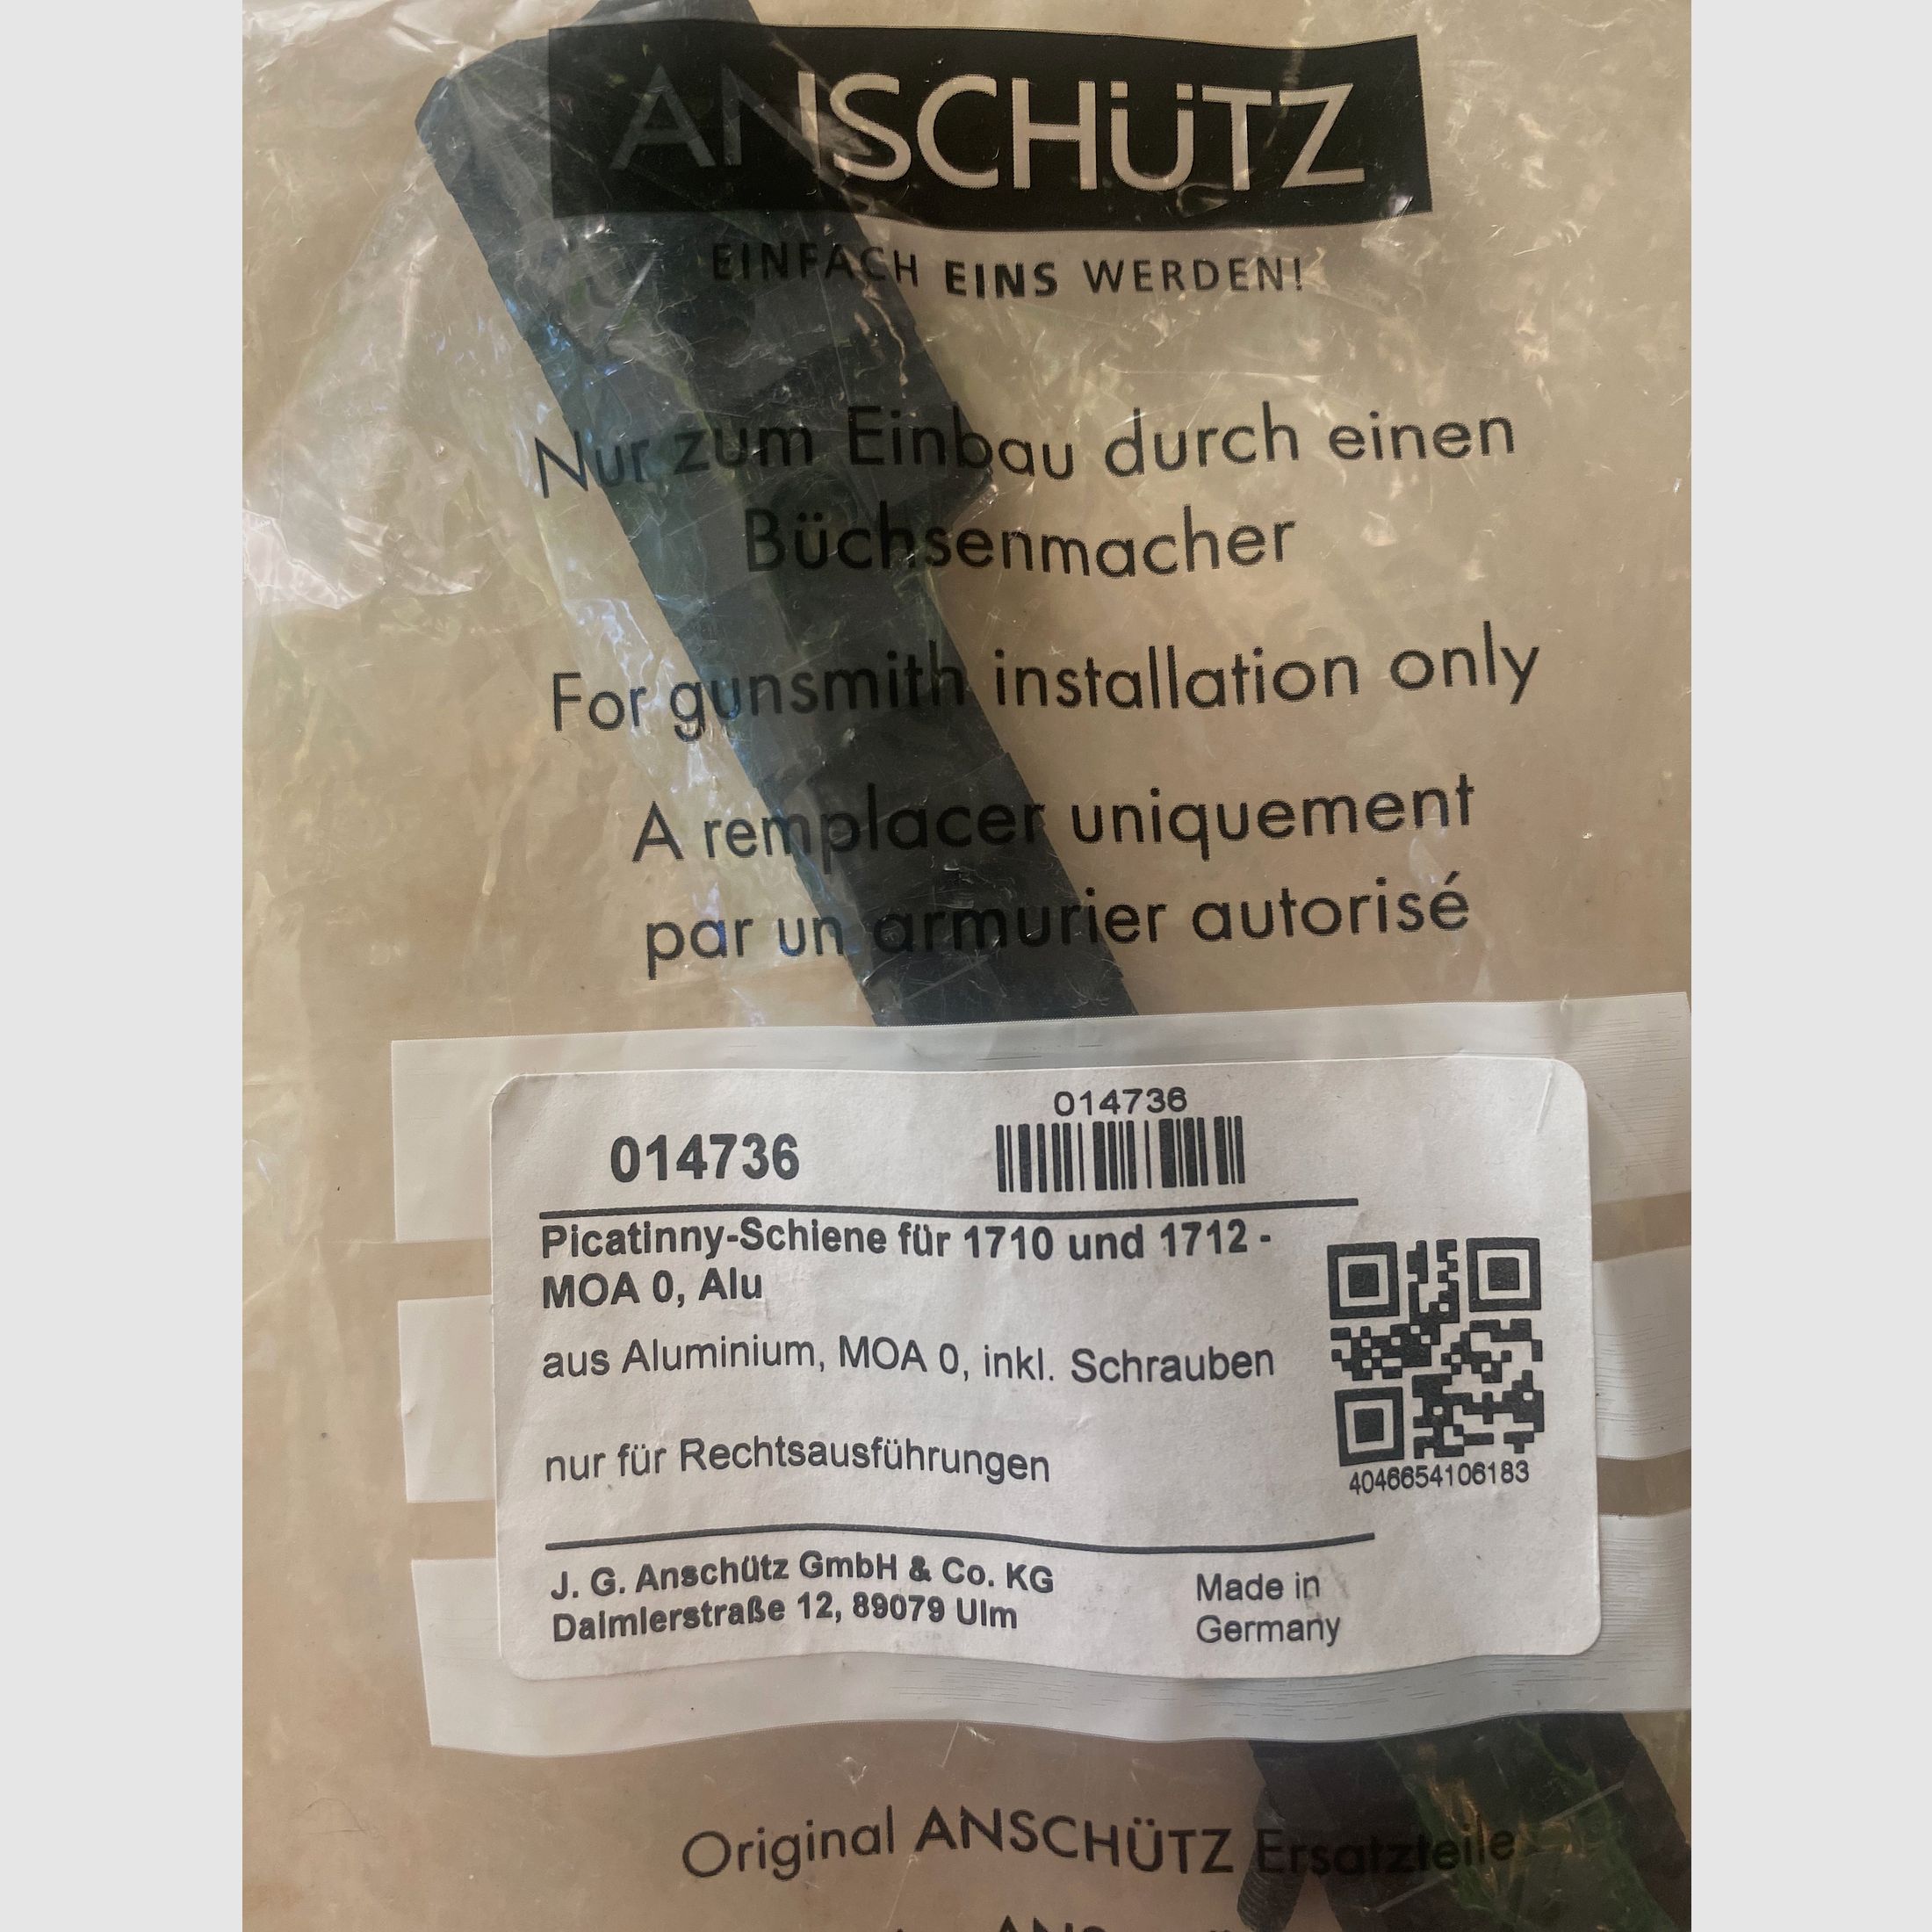 ANSCHÜTZ
EINFACH EINS WERDEN!
Nur zum Einbau durch einen
Büchsenmacher
For gunsmith installation only
A remplacer uniquement
par un armurier autorisé
014736
014736
Picatinny-Schiene für 1710 und 1712 -
MOA 0, Alu
aus Aluminium, MOA 0, inkl. Schrauben
nur für Rechtsausführungen
4046654106183
J. G. Anschütz GmbH & Co. KG
Daimlerstraße 12, 89079 Ulm
Made in
Germany
Original ANSCHÜTZ Ersatzteile